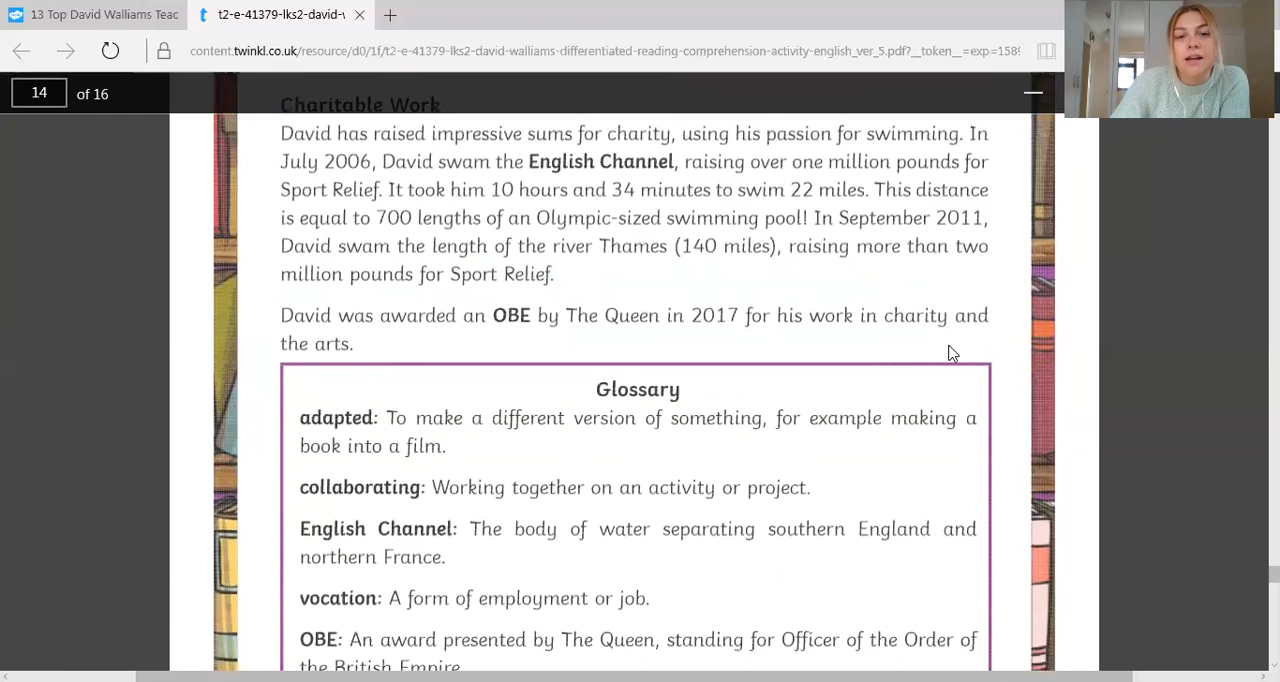 13 Top David Walliams Teac
t2-e-41379-lks2-david-w
content.twinkl.co.uk/resource/d0/1f/t2-e-41379-lks2-david-walliams-differentiated-reading-comprehension-activity-english_ver_5.pdf?__token__=exp=1589
14 of 16
Charitable Work
David has raised impressive sums for charity, using his passion for swimming. In
July 2006, David swam the English Channel, raising over one million pounds for
Sport Relief. It took him 10 hours and 34 minutes to swim 22 miles. This distance
is equal to 700 lengths of an Olympic-sized swimming pool! In September 2011,
David swam the length of the river Thames (140 miles), raising more than two
million pounds for Sport Relief.
David was awarded an OBE by The Queen in 2017 for his work in charity and
the arts.
Glossary
adapted: To make a different version of something, for example making a
book into a film.
collaborating: Working together on an activity or project.
English Channel: The body of water separating southern England and
northern France.
vocation: A form of employment or job.
OBE: An award presented by The Queen, standing for Officer of the Order of
the British Empire